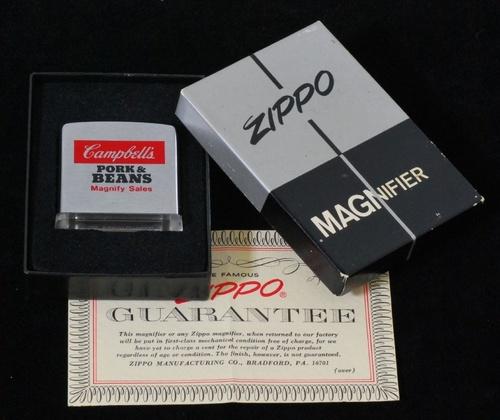 Campbell's
PORK &
BEANS
Magnify Sales
ZIPPO
MAGNIFIER
FAMOUS
ZIPPO®
GUARANTEE
This magnifier or any Zippo magnifier, when returned to our factory
will be put in first-class mechanical condition free of charge, for we
have yet to charge a cent for the repair of a Zippo product
regardless of age or condition. The finish, however, is not guaranteed.
ZIPPO MANUFACTURING CO., BRADFORD, PA. 16701
(over)